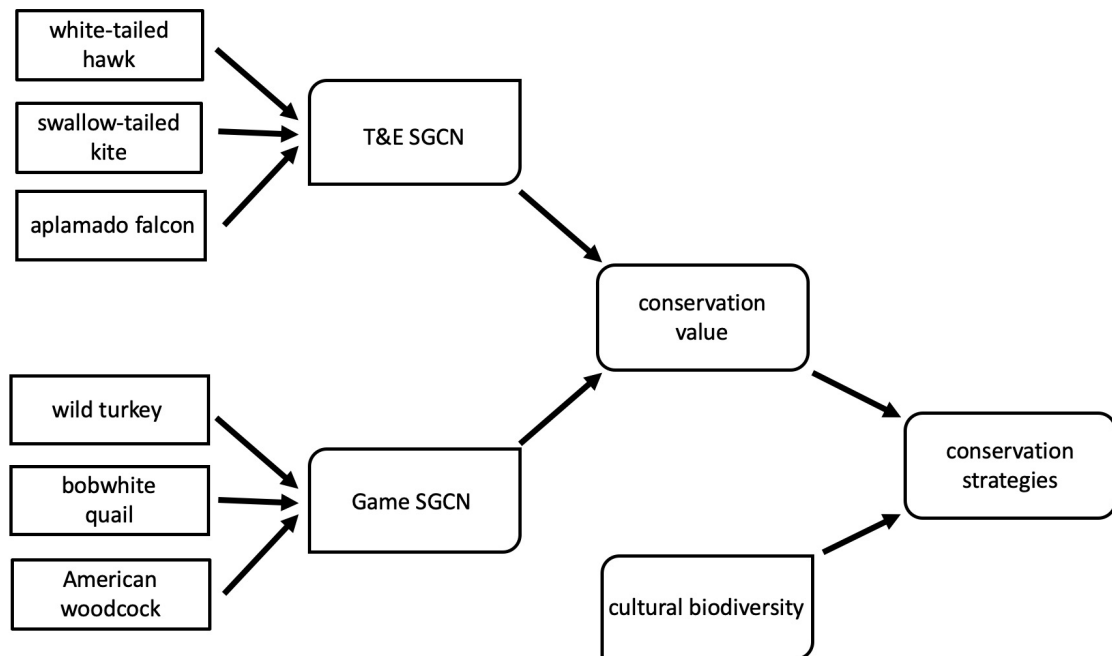 white-tailed
hawk
swallow-tailed
kite
aplamado falcon
T&E SGCN
conservation
value
wild turkey
bobwhite
quail
American
woodcock
Game SGCN
conservation
strategies
cultural biodiversity